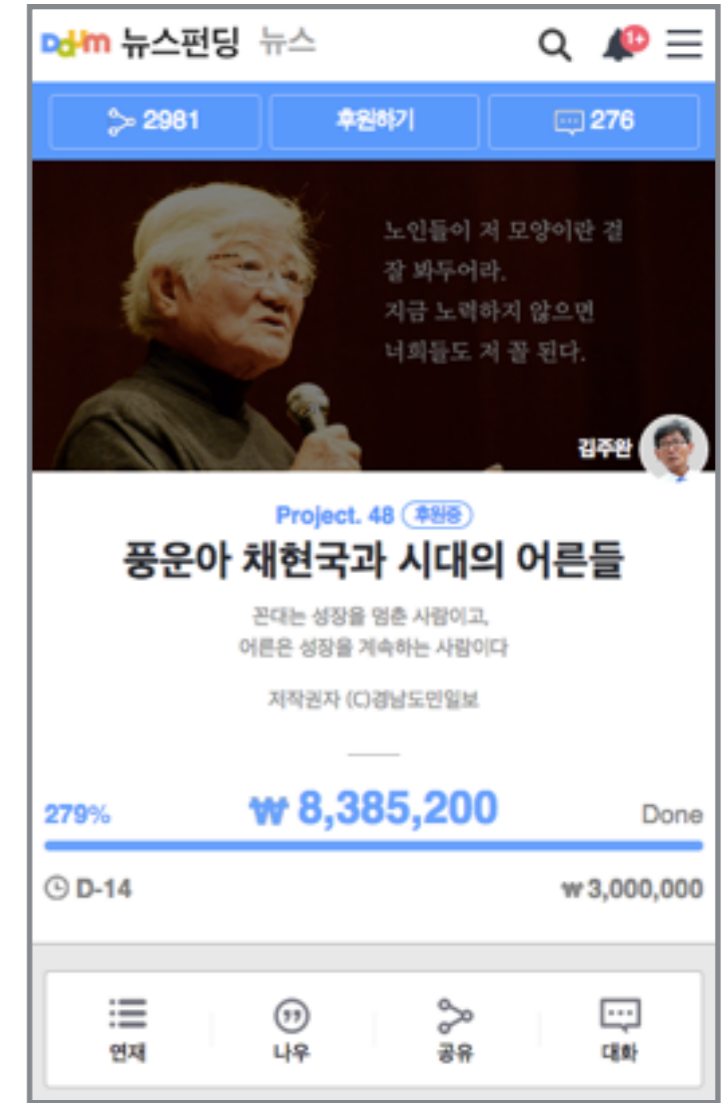 Daum 뉴스펀딩 뉴스
1+
2981 후원하기 276
노인들이 저 모양이란 걸
잘 봐두어라.
지금 노력하지 않으면
너희들도 저 꼴 된다.
김주완
Project. 48 후원중
풍운아 채현국과 시대의 어른들
꼰대는 성장을 멈춘 사람이고,
어른은 성장을 계속하는 사람이다
저작권자 (C)경남도민일보
279% ₩ 8,385,200 Done
D-14 ₩3,000,000
연재 나우 공유 대화